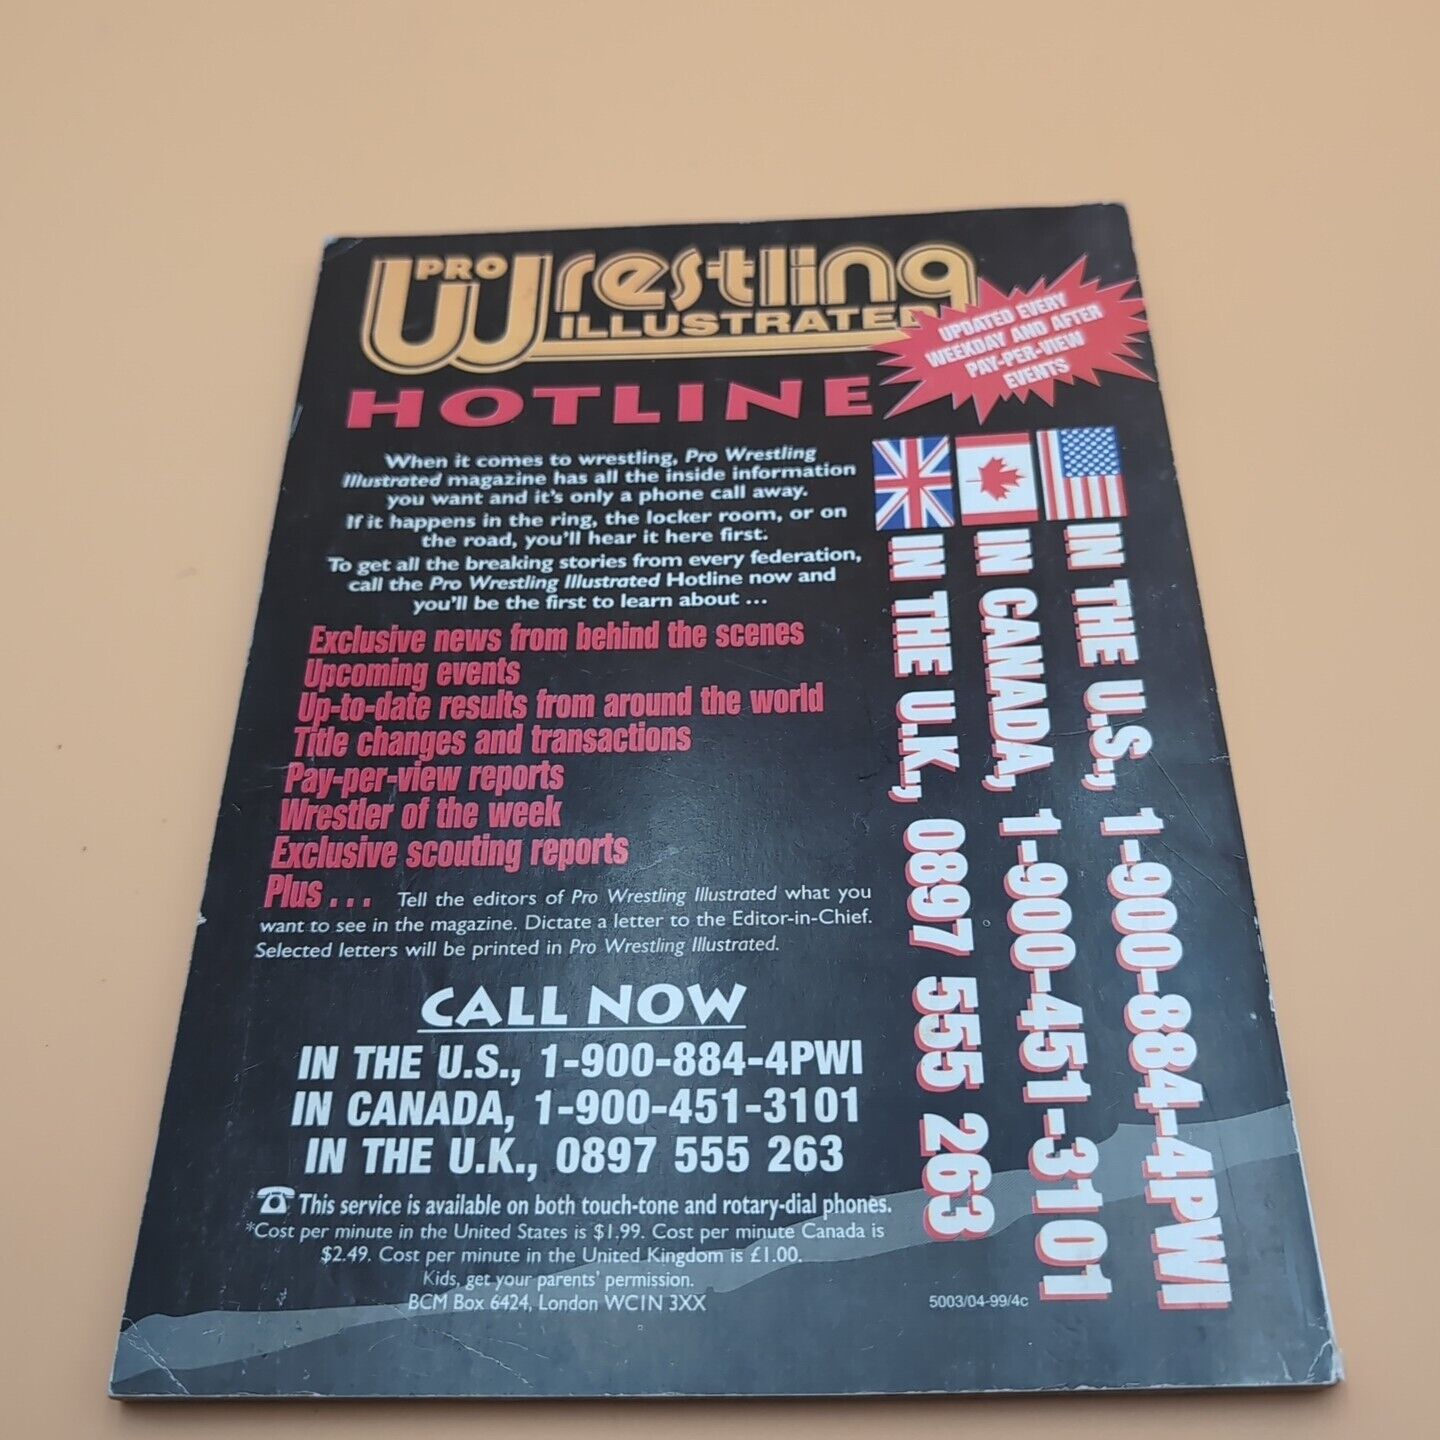 PRO Wrestling
ILLUSTRATED
UPDATED EVERY
WEEKDAY AND AFTER
PAY-PER-VIEW
EVENTS
HOTLINE
When it comes to wrestling, Pro Wrestling
Illustrated magazine has all the inside information
you want and it's only a phone call away.
If it happens in the ring, the locker room, or on
the road, you'll hear it here first.
To get all the breaking stories from every federation,
call the Pro Wrestling Illustrated Hotline now and
you'll be the first to learn about ...
Exclusive news from behind the scenes
Upcoming events
Up-to-date results from around the world
Title changes and transactions
Pay-per-view reports
Wrestler of the week
Exclusive scouting reports
Plus . . . Tell the editors of Pro Wrestling Illustrated what you
want to see in the magazine. Dictate a letter to the Editor-in-Chief.
Selected letters will be printed in Pro Wrestling Illustrated.
CALL NOW
IN THE U.S., 1-900-884-4PWI
IN CANADA, 1-900-451-3101
IN THE U.K., 0897 555 263
This service is available on both touch-tone and rotary-dial phones.
*Cost per minute in the United States is $1.99. Cost per minute Canada is
$2.49. Cost per minute in the United Kingdom is £1.00.
Kids, get your parents' permission.
BCM Box 6424, London WC1N 3XX
5003/04-99/4c
IN THE U.S., 1-900-884-4PWI
IN CANADA, 1-900-451-3101
IN THE U.K., 0897 555 263